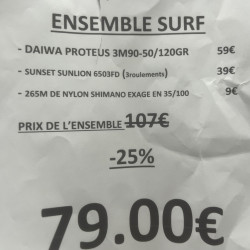 ENSEMBLE SURF
- DAIWA PROTEUS 3M90-50/120GR 59€
- SUNSET SUNLION 6503FD (3roulements) 39€
- 265M DE NYLON SHIMANO EXAGE EN 35/100 9€
PRIX DE L'ENSEMBLE 107€
-25%
79.00€